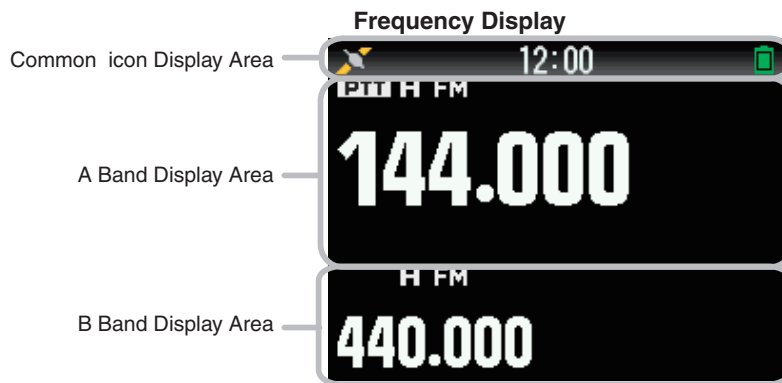 Frequency Display
Common icon Display Area
12:00
PTT H FM
A Band Display Area
144.000
H FM
B Band Display Area
440.000